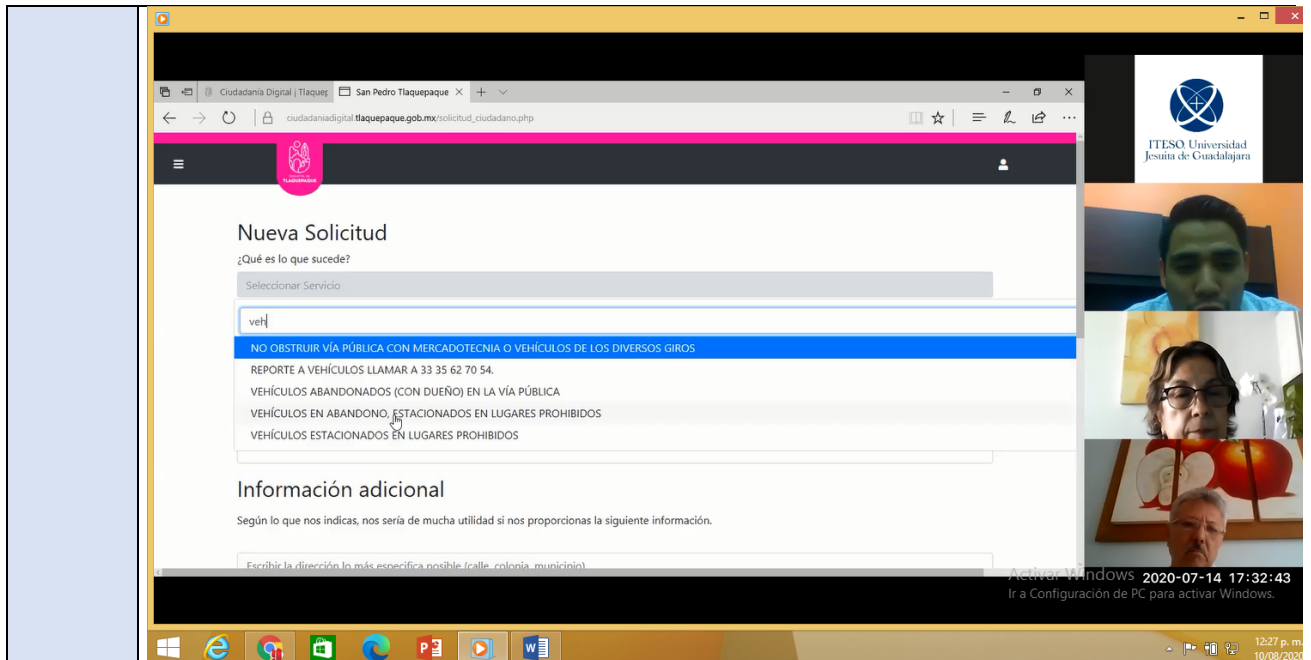 Ciudadanía Digital | Tlaquep
San Pedro Tlaquepaque
ciudadaniadigital.tlaquepaque.gob.mx/solicitud_ciudadano.php
TLAQUEPAQUE
Nueva Solicitud
¿Qué es lo que sucede?
Seleccionar Servicio
veh
NO OBSTRUIR VÍA PÚBLICA CON MERCADOTECNIA O VEHÍCULOS DE LOS DIVERSOS GIROS
REPORTE A VEHÍCULOS LLAMAR A 33 35 62 70 54.
VEHÍCULOS ABANDONADOS (CON DUEÑO) EN LA VÍA PÚBLICA
VEHÍCULOS EN ABANDONO, ESTACIONADOS EN LUGARES PROHIBIDOS
VEHÍCULOS ESTACIONADOS EN LUGARES PROHIBIDOS
Información adicional
Según lo que nos indicas, nos sería de mucha utilidad si nos proporcionas la siguiente información.
Escribir la dirección lo más especifica posible (calle, colonia, municipio)
ITESO, Universidad
Jesuita de Guadalajara
Activar Windows
2020-07-14 17:32:43
Ir a Configuración de PC para activar Windows.
12:27 p. m.
10/08/2020